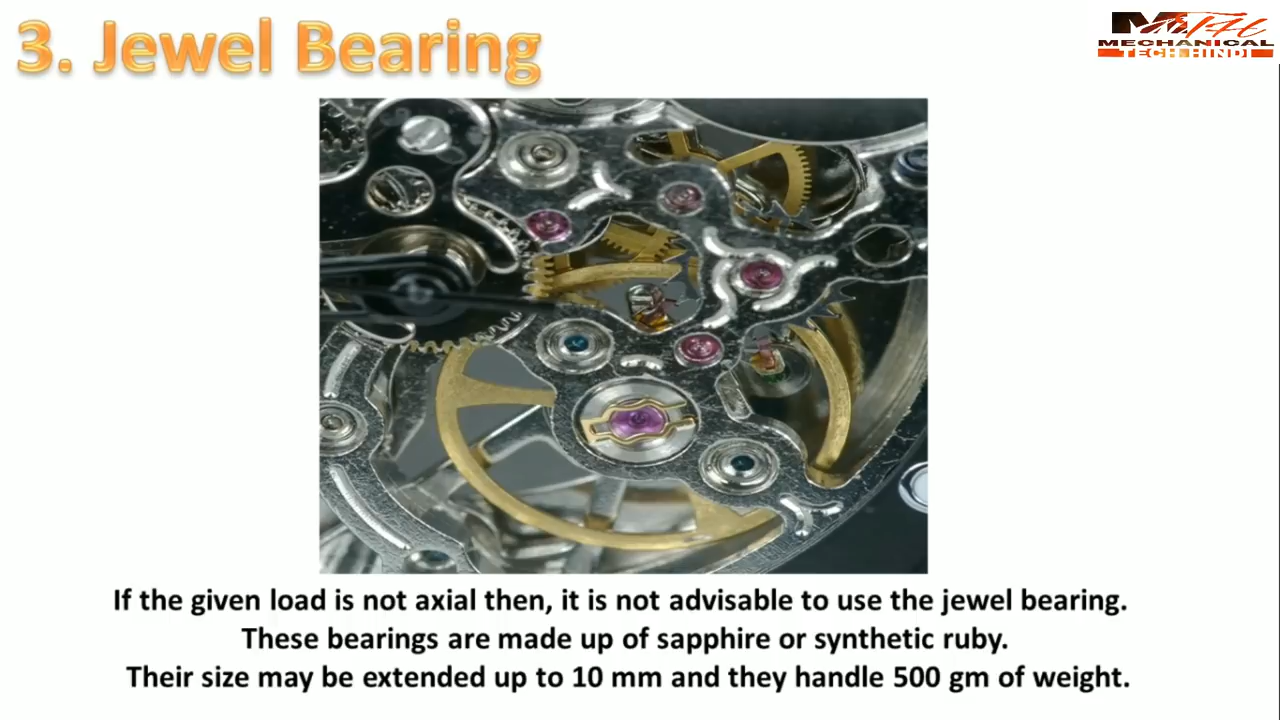 3. Jewel Bearing
MECHANICAL
TECH HINDI
If the given load is not axial then, it is not advisable to use the jewel bearing.
These bearings are made up of sapphire or synthetic ruby.
Their size may be extended up to 10 mm and they handle 500 gm of weight.